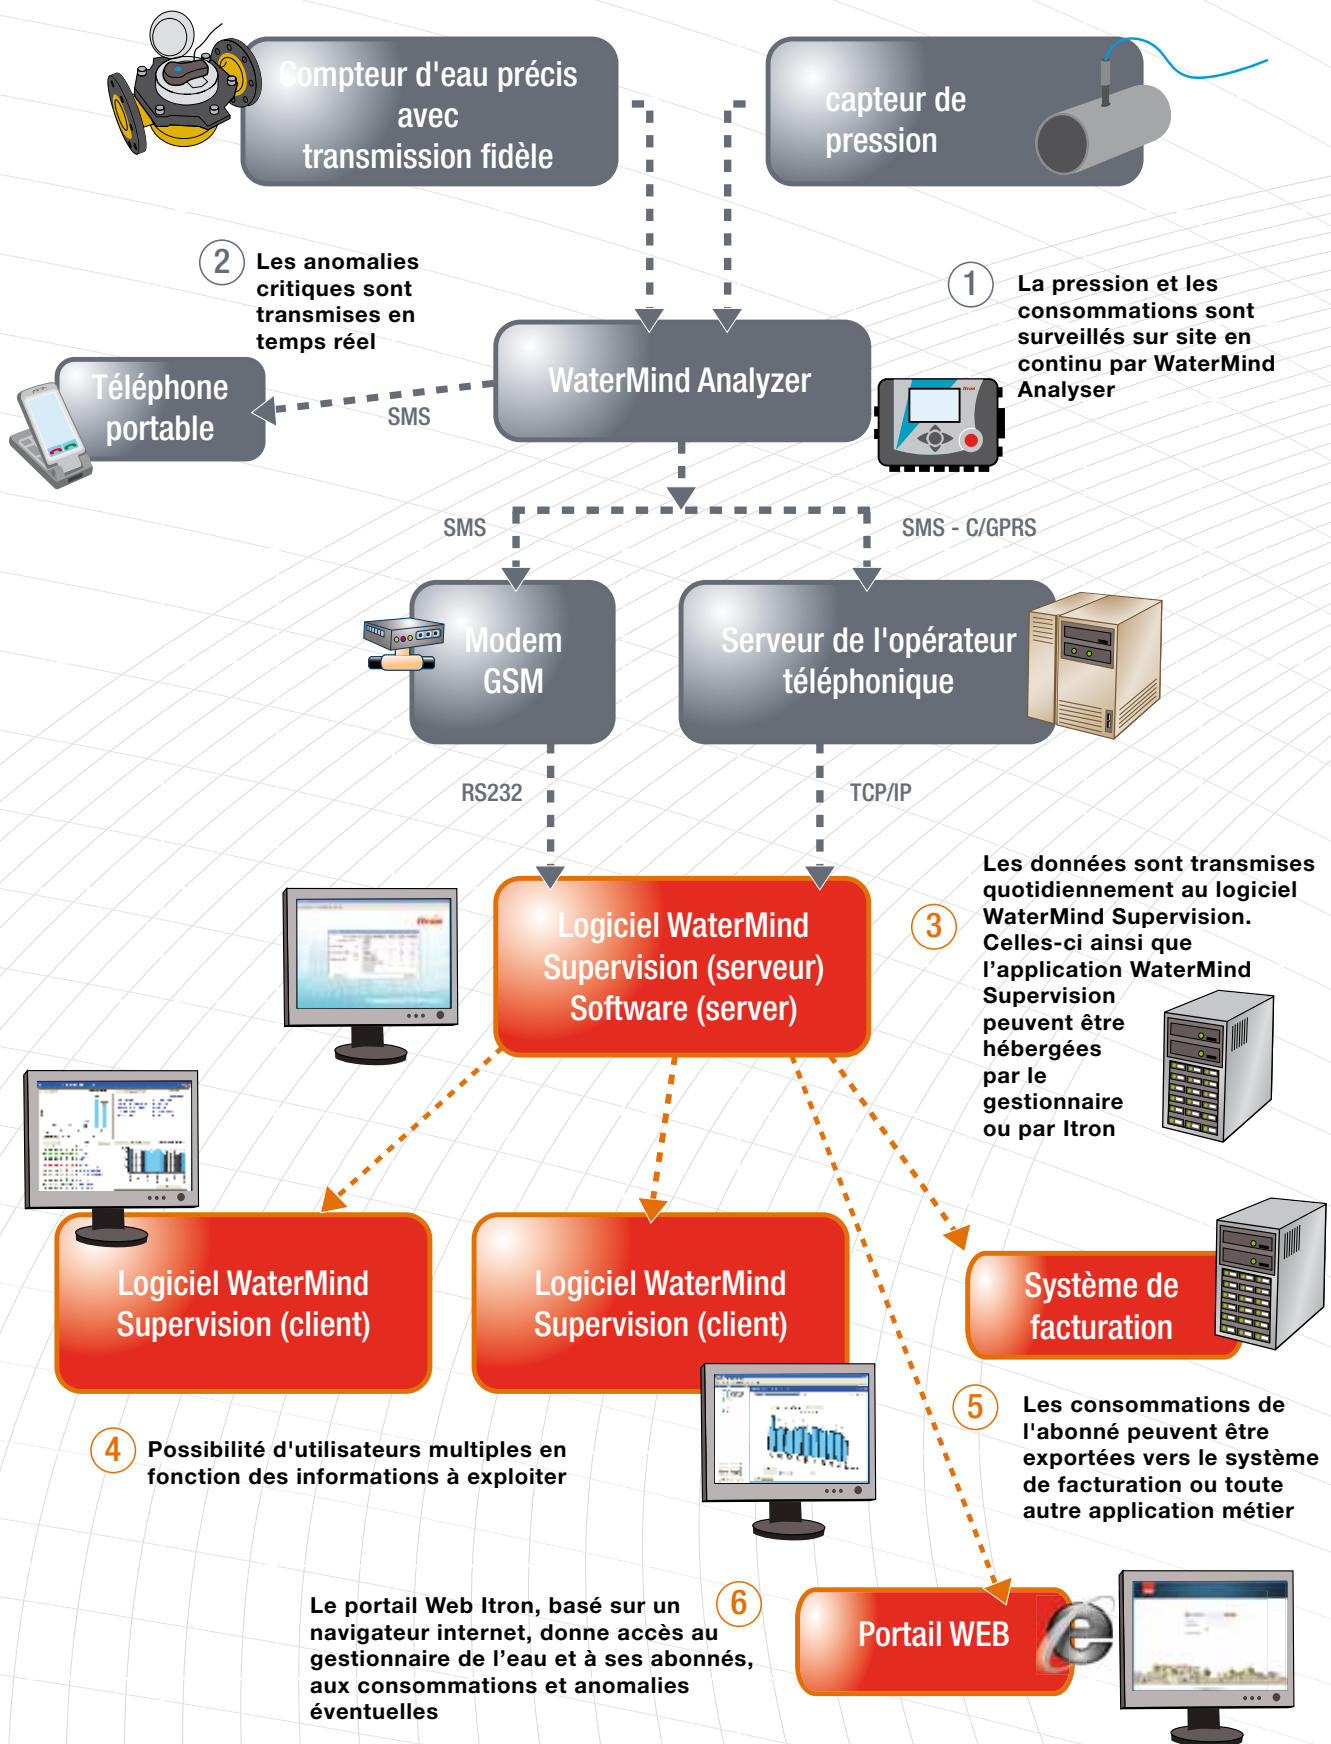 Compteur d'eau précis
avec
transmission fidèle
capteur de
pression
2
Les anomalies
critiques sont
transmises en
temps réel
1
La pression et les
consommations sont
surveillés sur site en
continu par WaterMind
Analyser
WaterMind Analyzer
Téléphone
portable
SMS
Itron
SMS
SMS - C/GPRS
Modem
GSM
Serveur de l'opérateur
téléphonique
RS232
TCP/IP
Logiciel WaterMind
Supervision (serveur)
Software (server)
3
Les données sont transmises
quotidiennement au logiciel
WaterMind Supervision.
Celles-ci ainsi que
l’application WaterMind
Supervision
peuvent être
hébergées
par le
gestionnaire
ou par Itron
Itron
Logiciel WaterMind
Supervision (client)
Logiciel WaterMind
Supervision (client)
Système de
facturation
4
Possibilité d'utilisateurs multiples en
fonction des informations à exploiter
5
Les consommations de
l'abonné peuvent être
exportées vers le système
de facturation ou toute
autre application métier
6
Le portail Web Itron, basé sur un
navigateur internet, donne accès au
gestionnaire de l’eau et à ses abonnés,
aux consommations et anomalies
éventuelles
Portail WEB